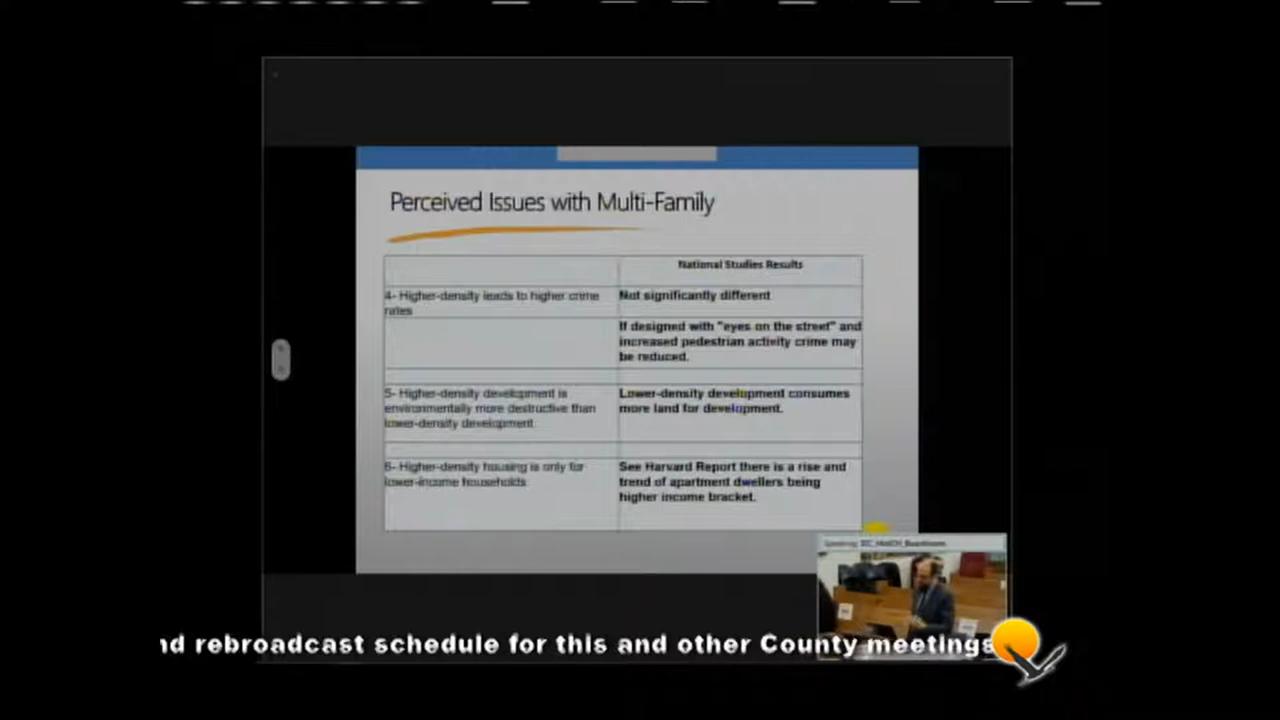 Perceived Issues with Multi-Family
National Studies Results
4- Higher-density leads to higher crime
rates
Not significantly different
If designed with "eyes on the street" and
increased pedestrian activity crime may
be reduced.
5- Higher-density development is
environmentally more destructive than
lower-density development
Lower-density development consumes
more land for development.
6- Higher-density housing is only for
lower-income households
See Harvard Report there is a rise and
trend of apartment dwellers being
higher income bracket.
rebroadcast schedule for this and other County meetings